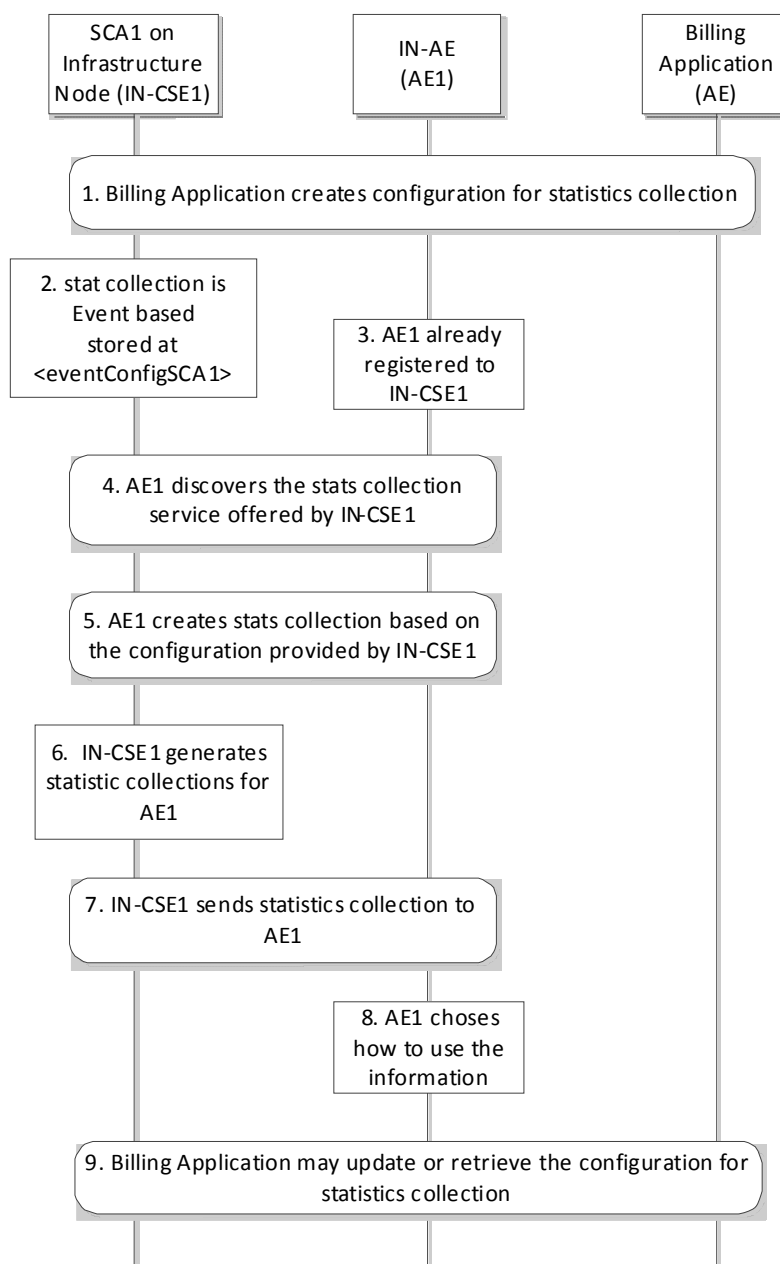 SCA1 on
Infrastructure
Node (IN-CSE1)
IN-AE
(AE1)
Billing
Application
(AE)
1. Billing Application creates configuration for statistics collection
2. stat collection is
Event based
stored at
<eventConfigSCA1>
3. AE1 already
registered to
IN-CSE1
4. AE1 discovers the stats collection
service offered by IN-CSE1
5. AE1 creates stats collection based on
the configuration provided by IN-CSE1
6. IN-CSE1 generates
statistic collections for
AE1
7. IN-CSE1 sends statistics collection to
AE1
8. AE1 choses
how to use the
information
9. Billing Application may update or retrieve the configuration for
statistics collection